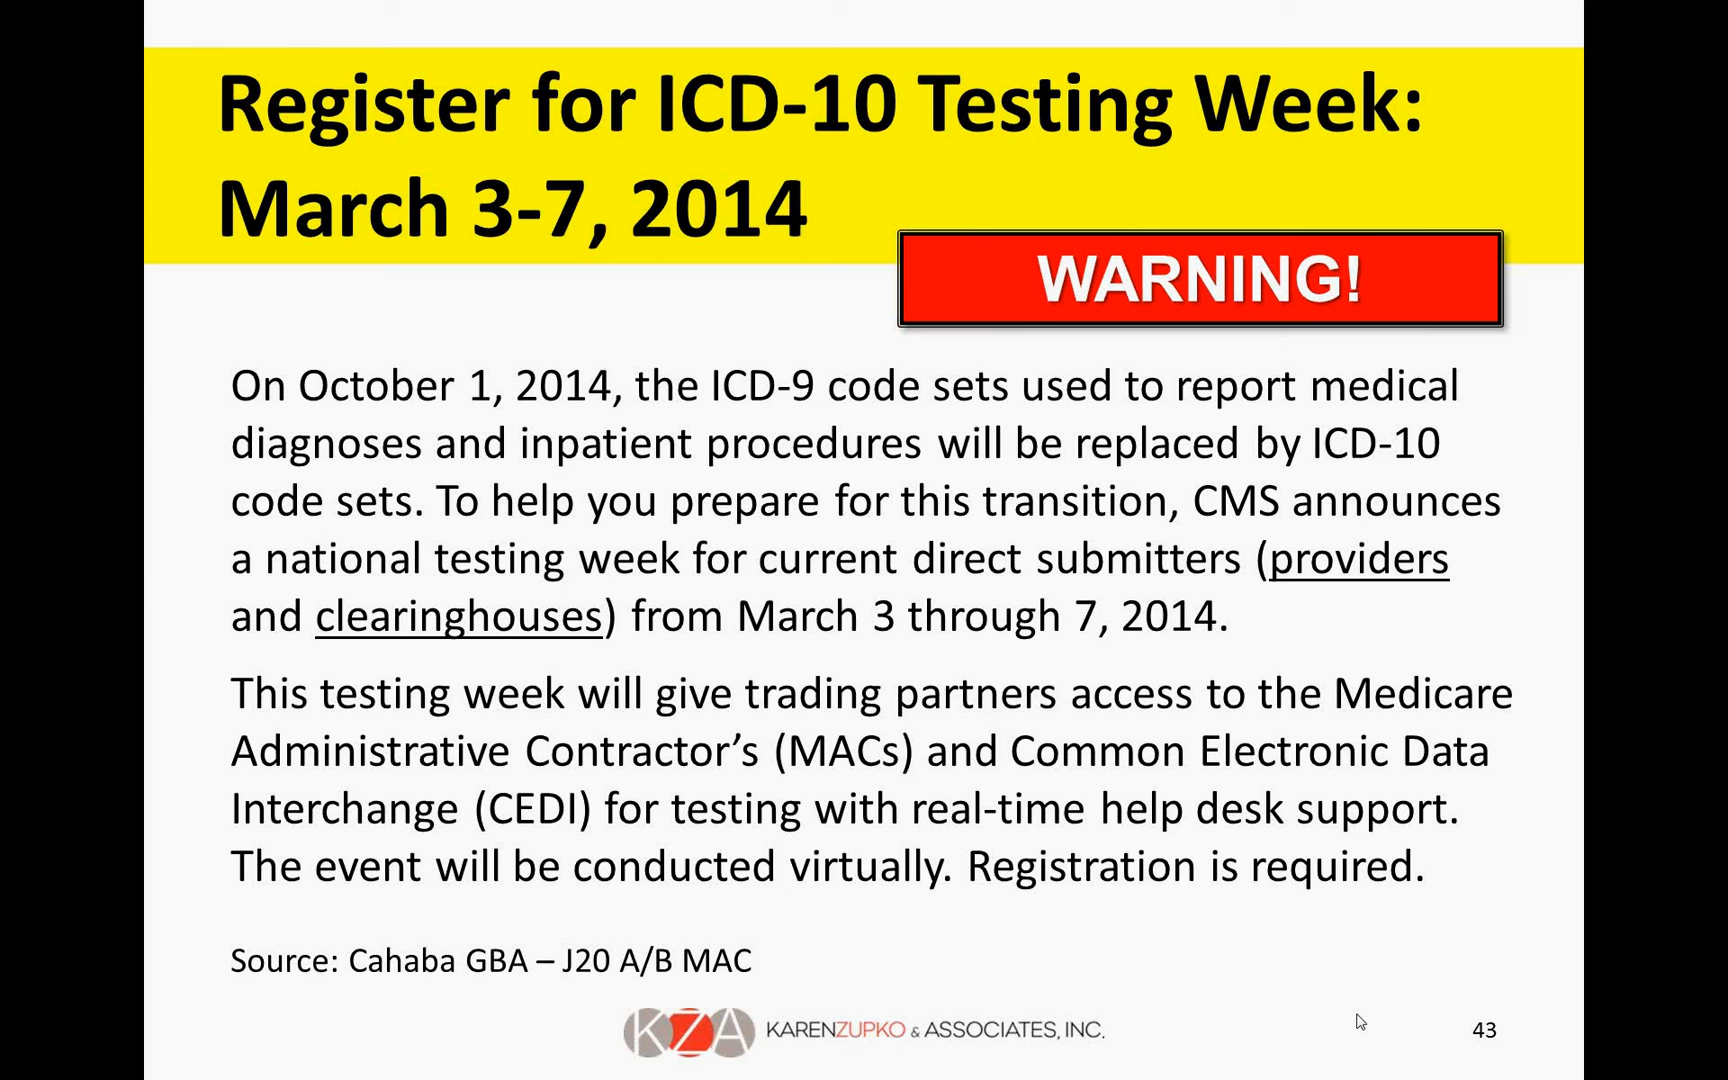 Register for ICD-10 Testing Week:
March 3-7, 2014
WARNING!
On October 1, 2014, the ICD-9 code sets used to report medical
diagnoses and inpatient procedures will be replaced by ICD-10
code sets. To help you prepare for this transition, CMS announces
a national testing week for current direct submitters (providers
and clearinghouses) from March 3 through 7, 2014.
This testing week will give trading partners access to the Medicare
Administrative Contractor’s (MACs) and Common Electronic Data
Interchange (CEDI) for testing with real-time help desk support.
The event will be conducted virtually. Registration is required.
Source: Cahaba GBA – J20 A/B MAC
KZA KARENZUPKO & ASSOCIATES, INC.
43